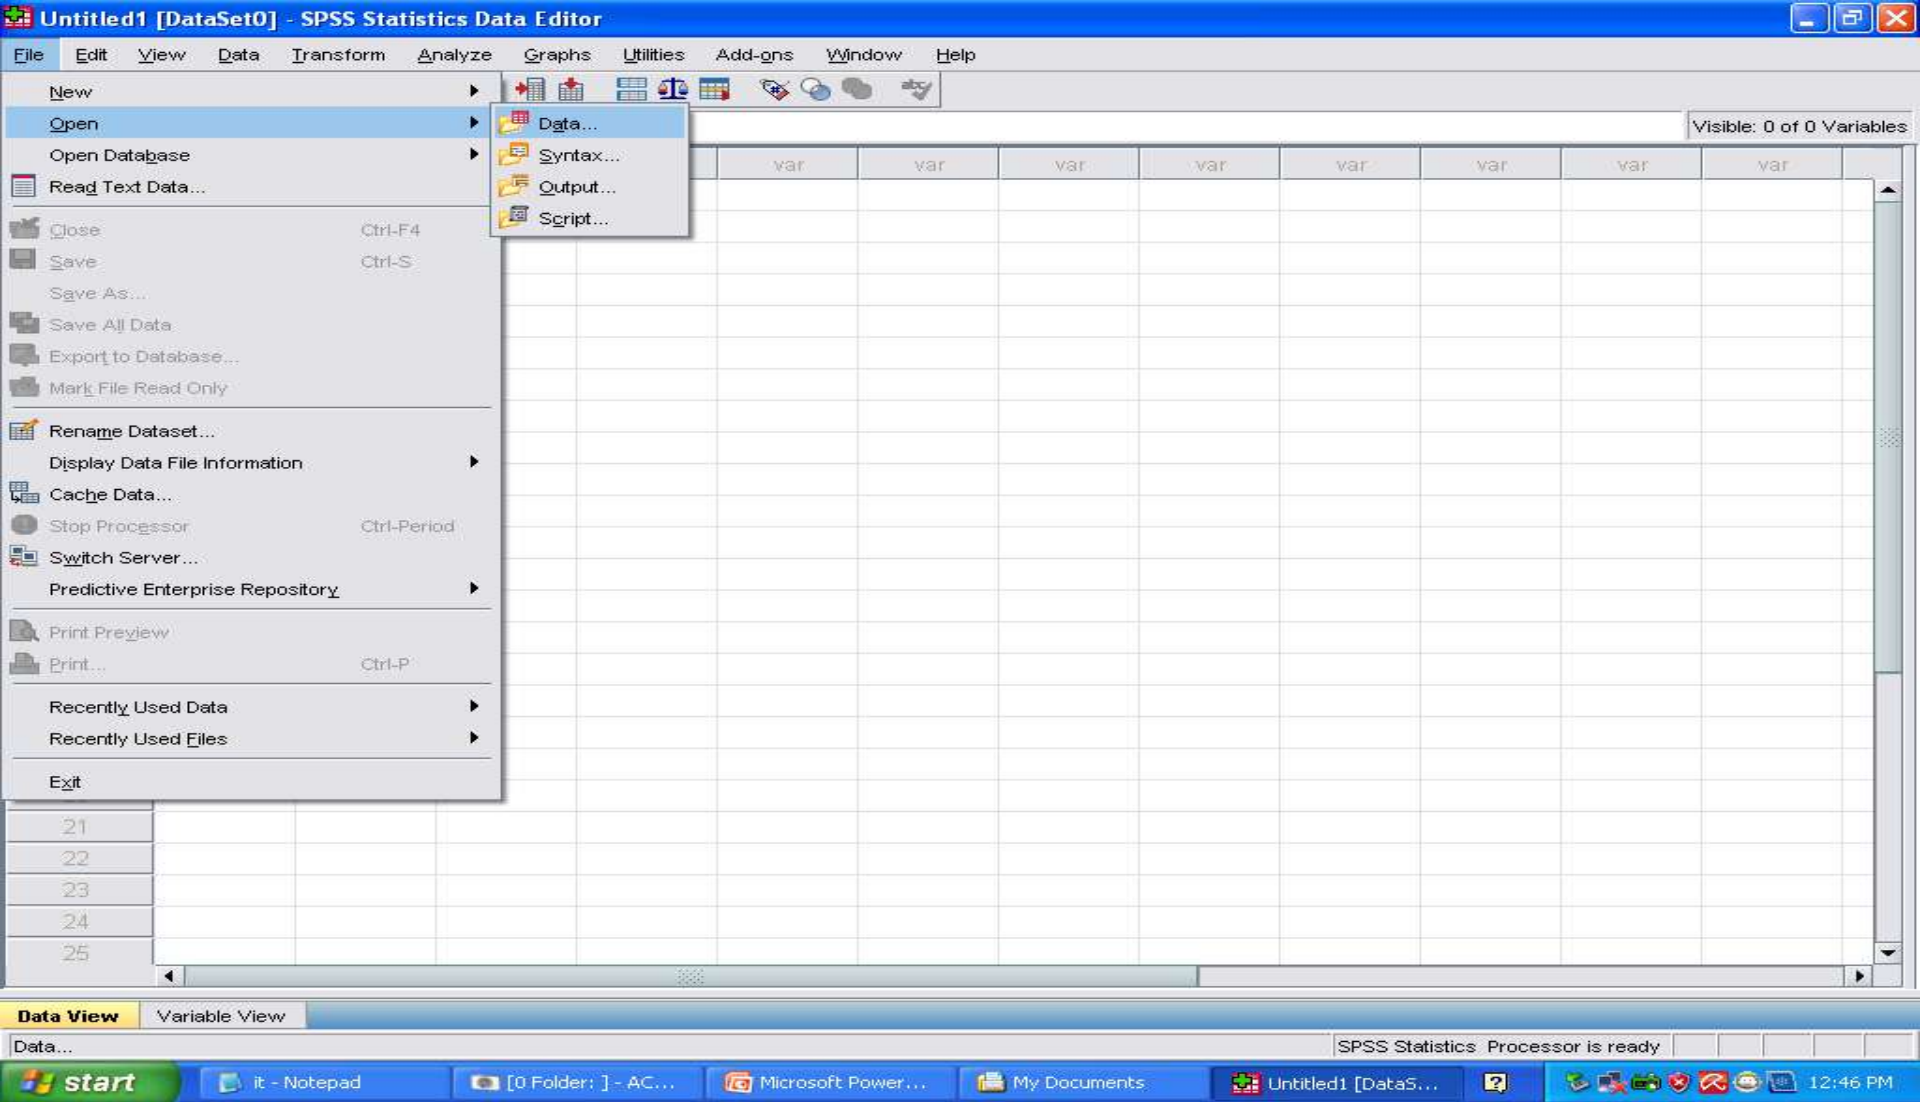 Untitled1 [DataSet0] - SPSS Statistics Data Editor
File Edit View Data Transform Analyze Graphs Utilities Add-ons Window Help
New
Open
Data...
Visible: 0 of 0 Variables
Open Database
Syntax...
var var var var var var var var
Read Text Data...
Output...
Script...
Close Ctrl-F4
Save Ctrl-S
Save As...
Save All Data
Export to Database...
Mark File Read Only
Rename Dataset...
Display Data File Information
Cache Data...
Stop Processor Ctrl-Period
Switch Server...
Predictive Enterprise Repository
Print Preview
Print... Ctrl-P
Recently Used Data
Recently Used Files
Exit
21
22
23
24
25
Data View Variable View
Data...
SPSS Statistics Processor is ready
start it - Notepad [0 Folder: ] - AC... Microsoft Power... My Documents Untitled1 [DataS... 12:46 PM